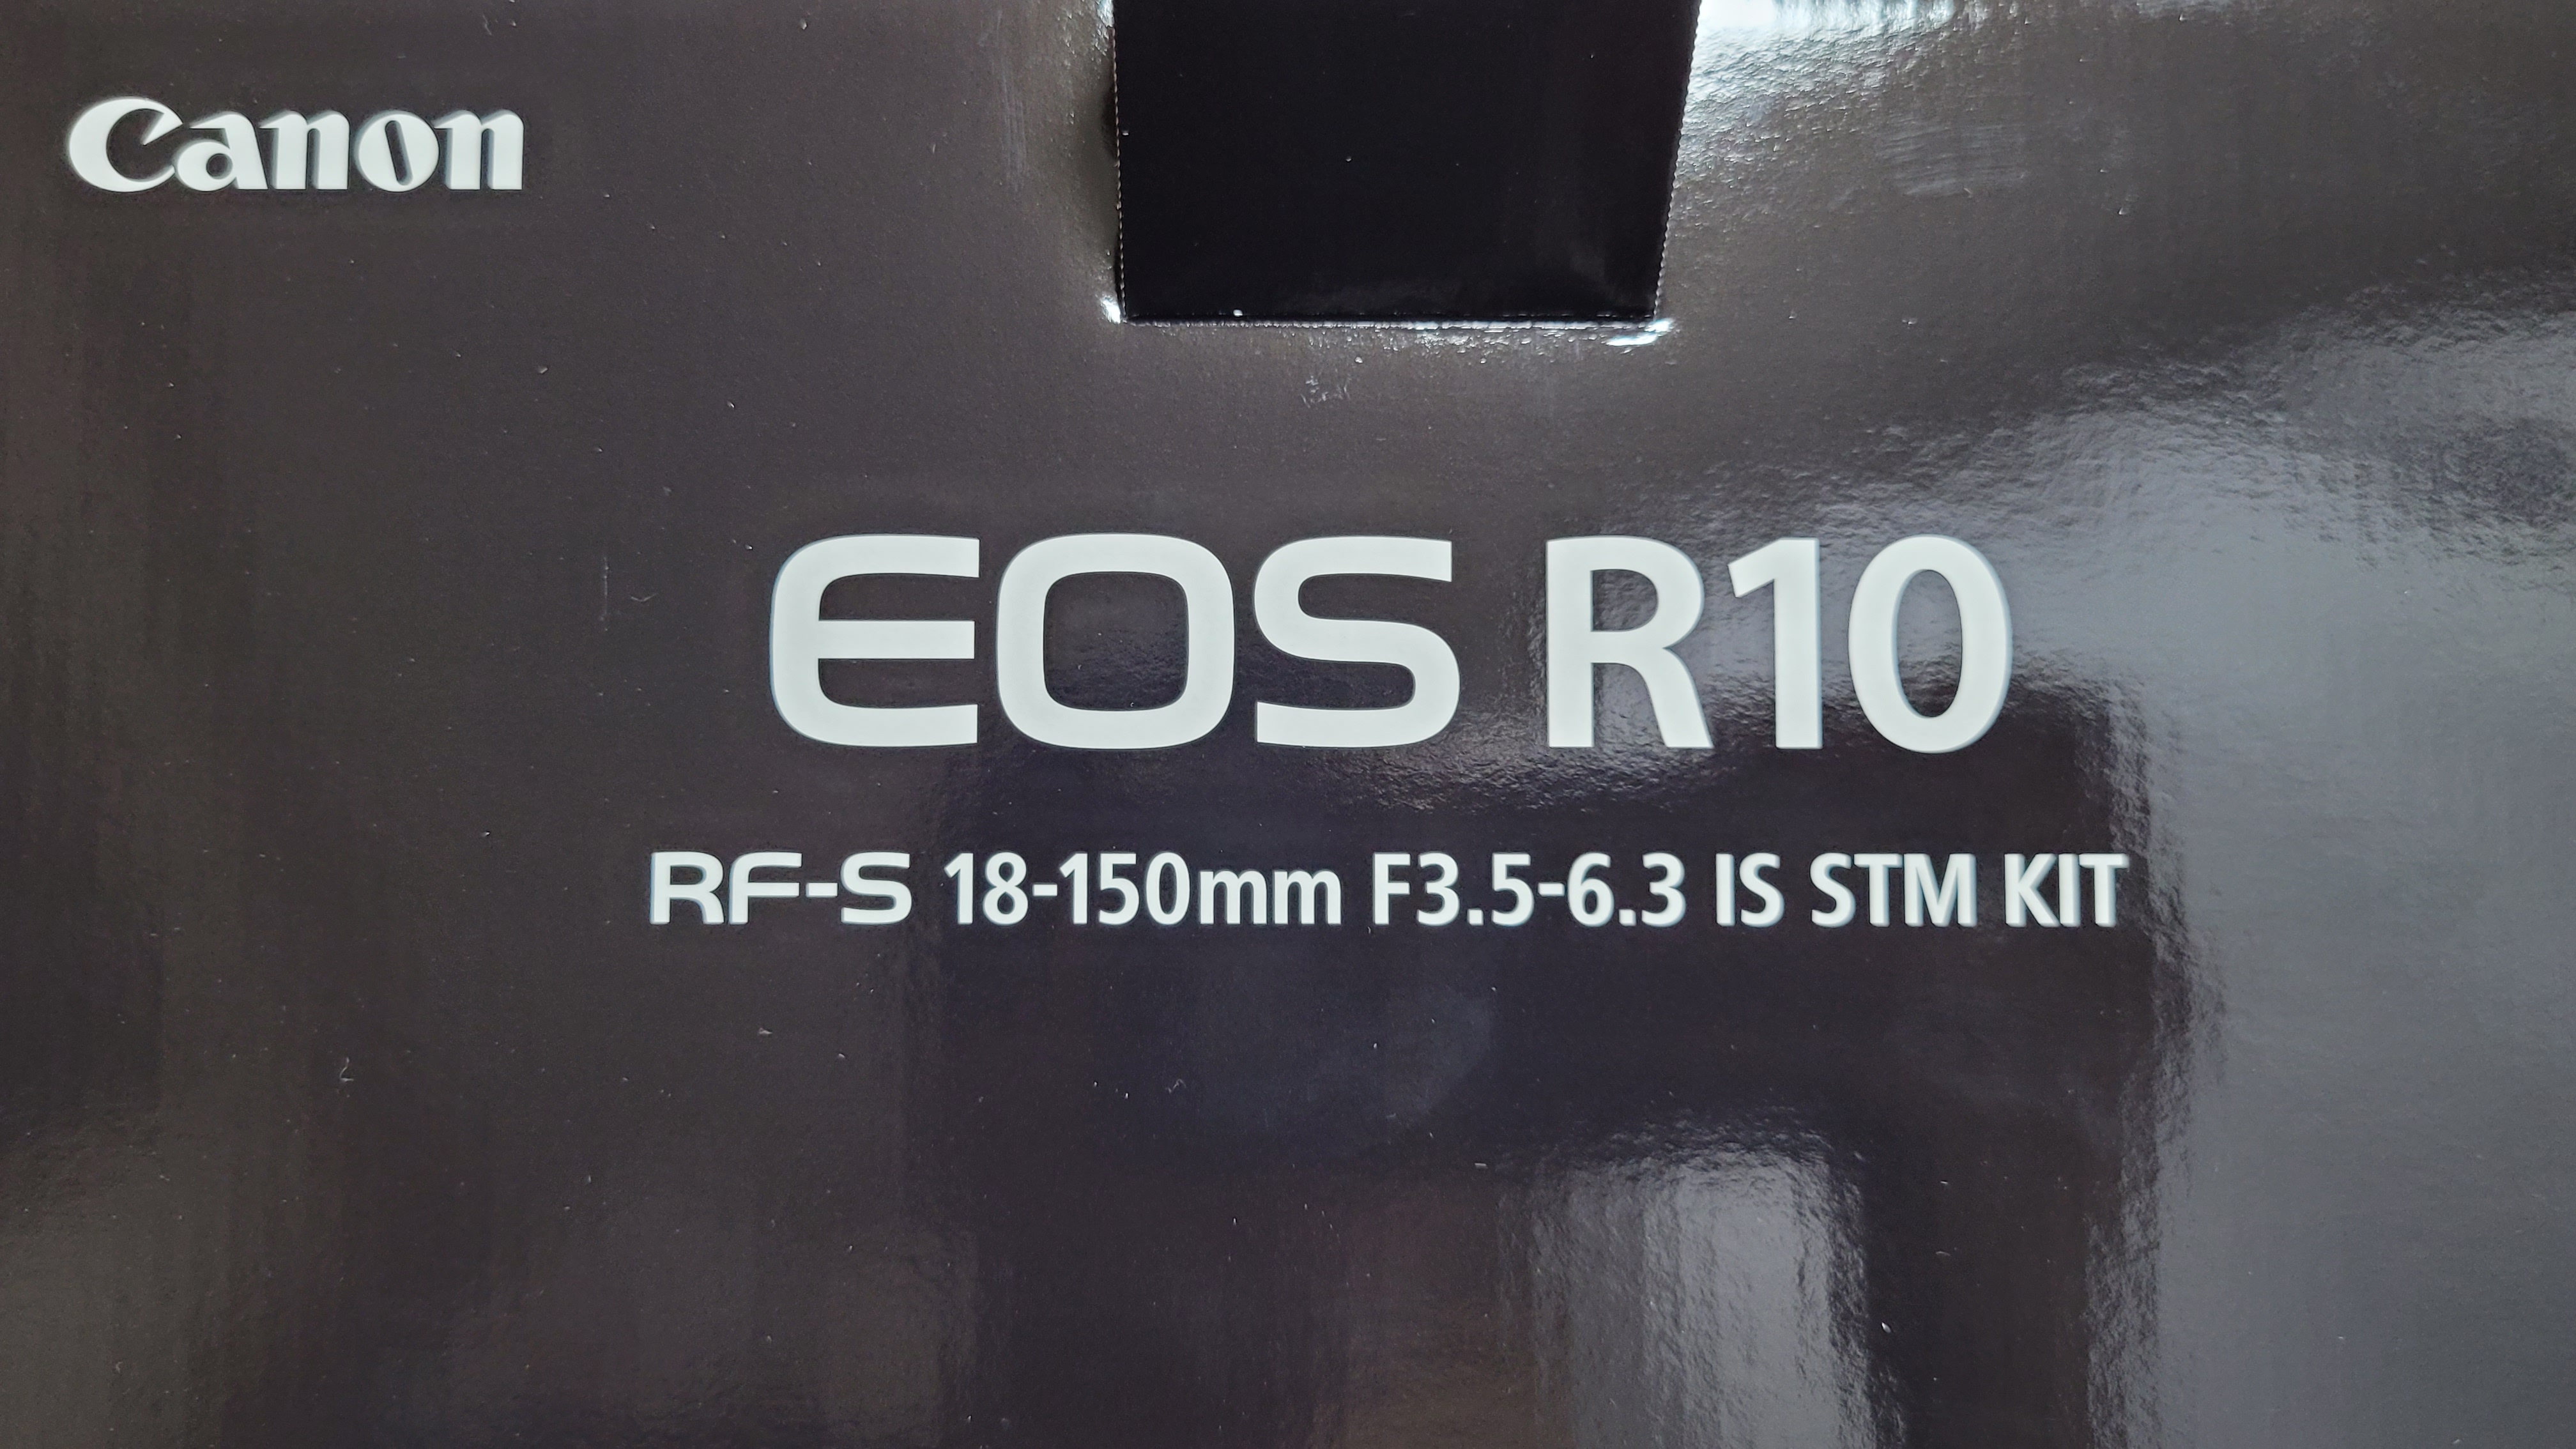 Canon
EOS R10
RF-S 18-150mm F3.5-6.3 IS STM KIT